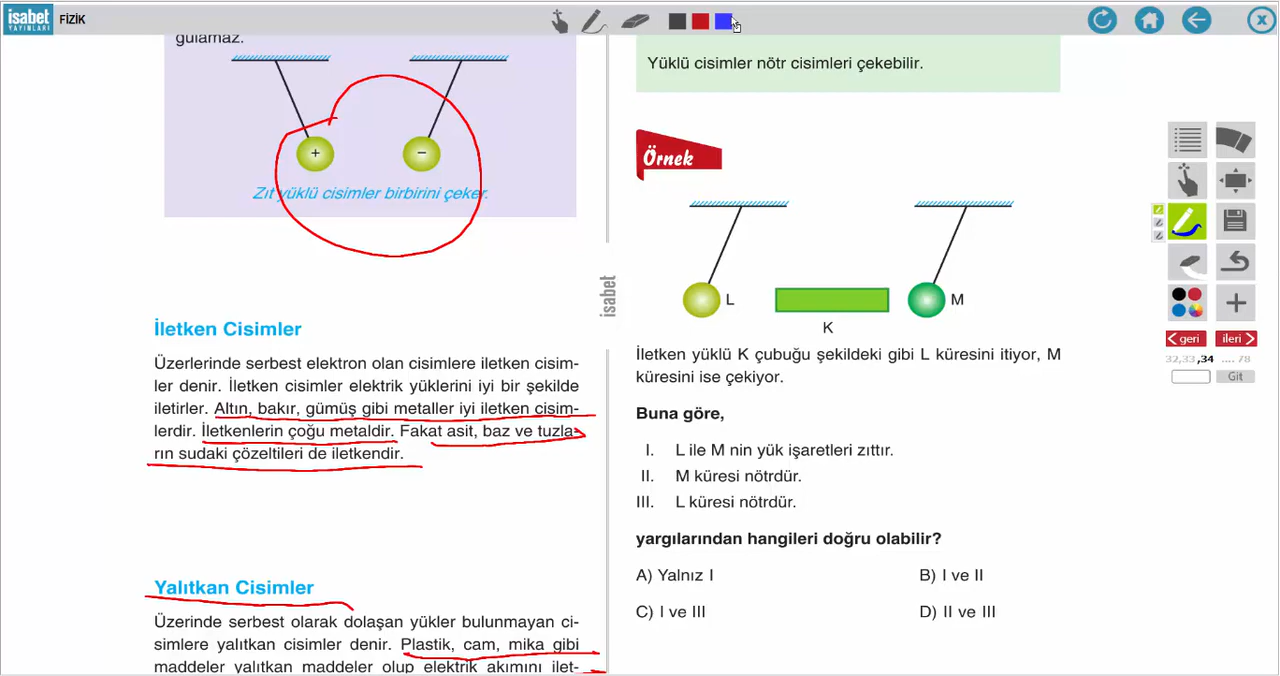 isabet
YAYINLARI
FİZİK
gulamaz.
+
−
Zıt yüklü cisimler birbirini çeker.
İletken Cisimler
Üzerlerinde serbest elektron olan cisimlere iletken cisim-
ler denir. İletken cisimler elektrik yüklerini iyi bir şekilde
iletirler. Altın, bakır, gümüş gibi metaller iyi iletken cisim-
lerdir. İletkenlerin çoğu metaldir. Fakat asit, baz ve tuzla-
rın sudaki çözeltileri de iletkendir.
Yalıtkan Cisimler
Üzerinde serbest olarak dolaşan yükler bulunmayan ci-
simlere yalıtkan cisimler denir. Plastik, cam, mika gibi
maddeler yalıtkan maddeler olup elektrik akımını ilet-
isabet
Yüklü cisimler nötr cisimleri çekebilir.
Örnek
L
M
K
İletken yüklü K çubuğu şekildeki gibi L küresini itiyor, M
küresini ise çekiyor.
Buna göre,
I. L ile M nin yük işaretleri zıttır.
II. M küresi nötrdür.
III. L küresi nötrdür.
yargılarından hangileri doğru olabilir?
A) Yalnız I
B) I ve II
C) I ve III
D) II ve III
geri
ileri
32,33,34 .... 78
Git